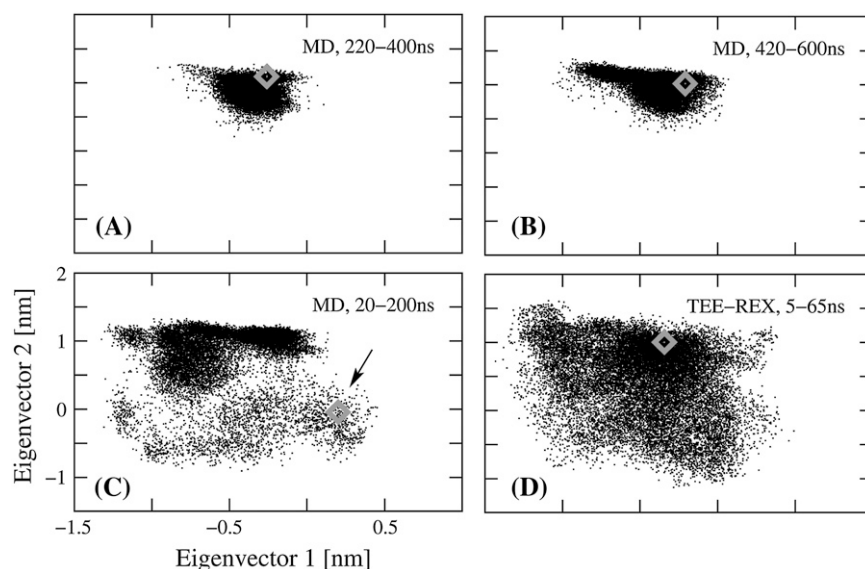 MD, 220−400ns
(A)
MD, 420−600ns
(B)
2
1
0
−1
Eigenvector 2 [nm]
MD, 20−200ns
(C)
TEE−REX, 5−65ns
(D)
−1.5
−0.5
0.5
Eigenvector 1 [nm]